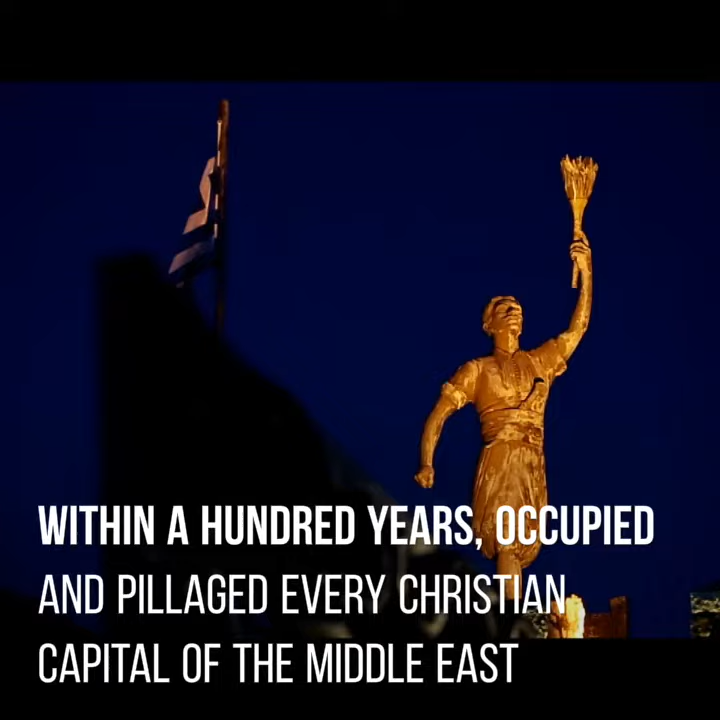 WITHIN A HUNDRED YEARS, OCCUPIED
AND PILLAGED EVERY CHRISTIAN
CAPITAL OF THE MIDDLE EAST